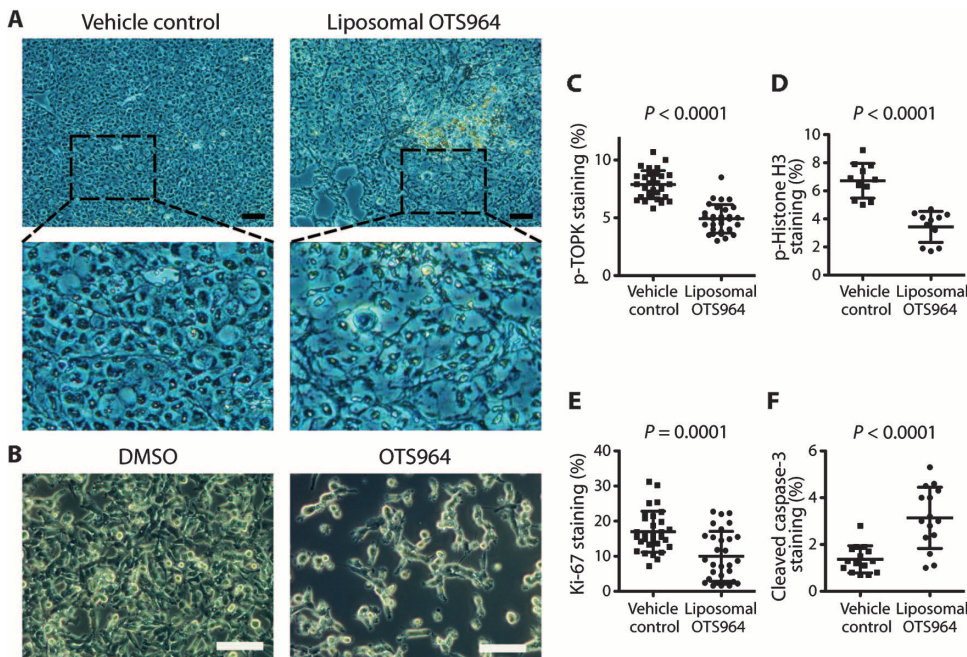 A
Vehicle control
Liposomal OTS964
B
DMSO
OTS964
C
P < 0.0001
p-TOPK staining (%)
10
5
0
Vehicle
control
Liposomal
OTS964
D
P < 0.0001
p-Histone H3
staining (%)
10
8
6
4
2
0
Vehicle
control
Liposomal
OTS964
E
P = 0.0001
Ki-67 staining (%)
40
30
20
10
0
Vehicle
control
Liposomal
OTS964
F
P < 0.0001
Cleaved caspase-3
staining (%)
6
4
2
0
Vehicle
control
Liposomal
OTS964